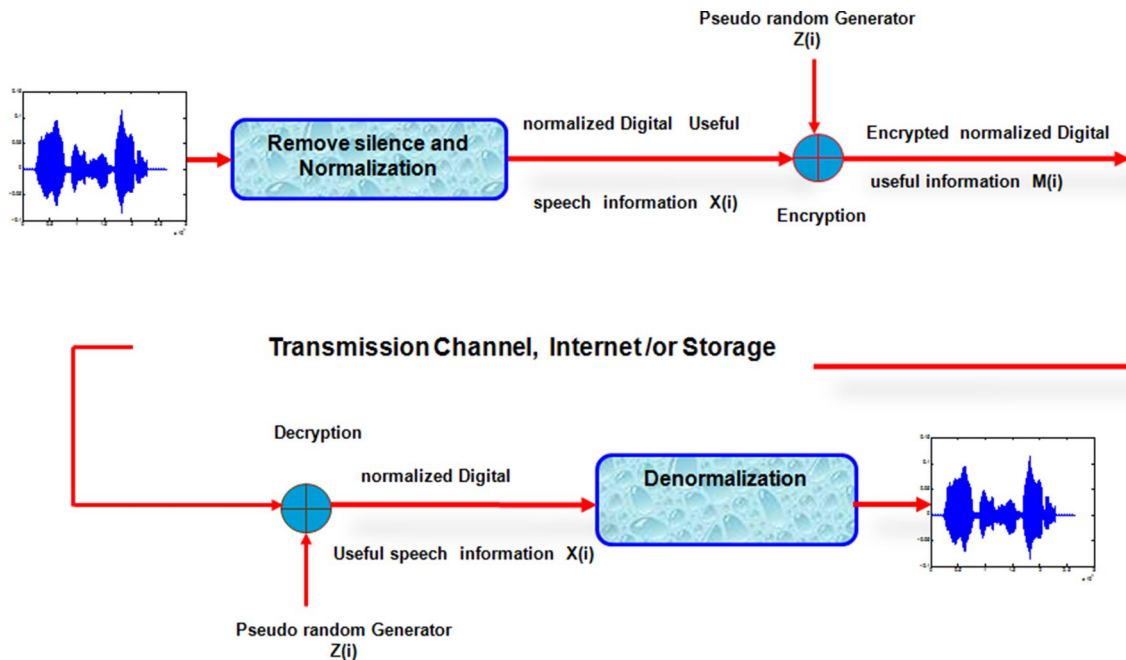 Pseudo random Generator
Z(i)
Remove silence and
Normalization
normalized Digital Useful
speech information X(i)
Encryption
Encrypted normalized Digital
useful information M(i)
Transmission Channel, Internet /or Storage
Decryption
normalized Digital
Useful speech information X(i)
Denormalization
Pseudo random Generator
Z(i)